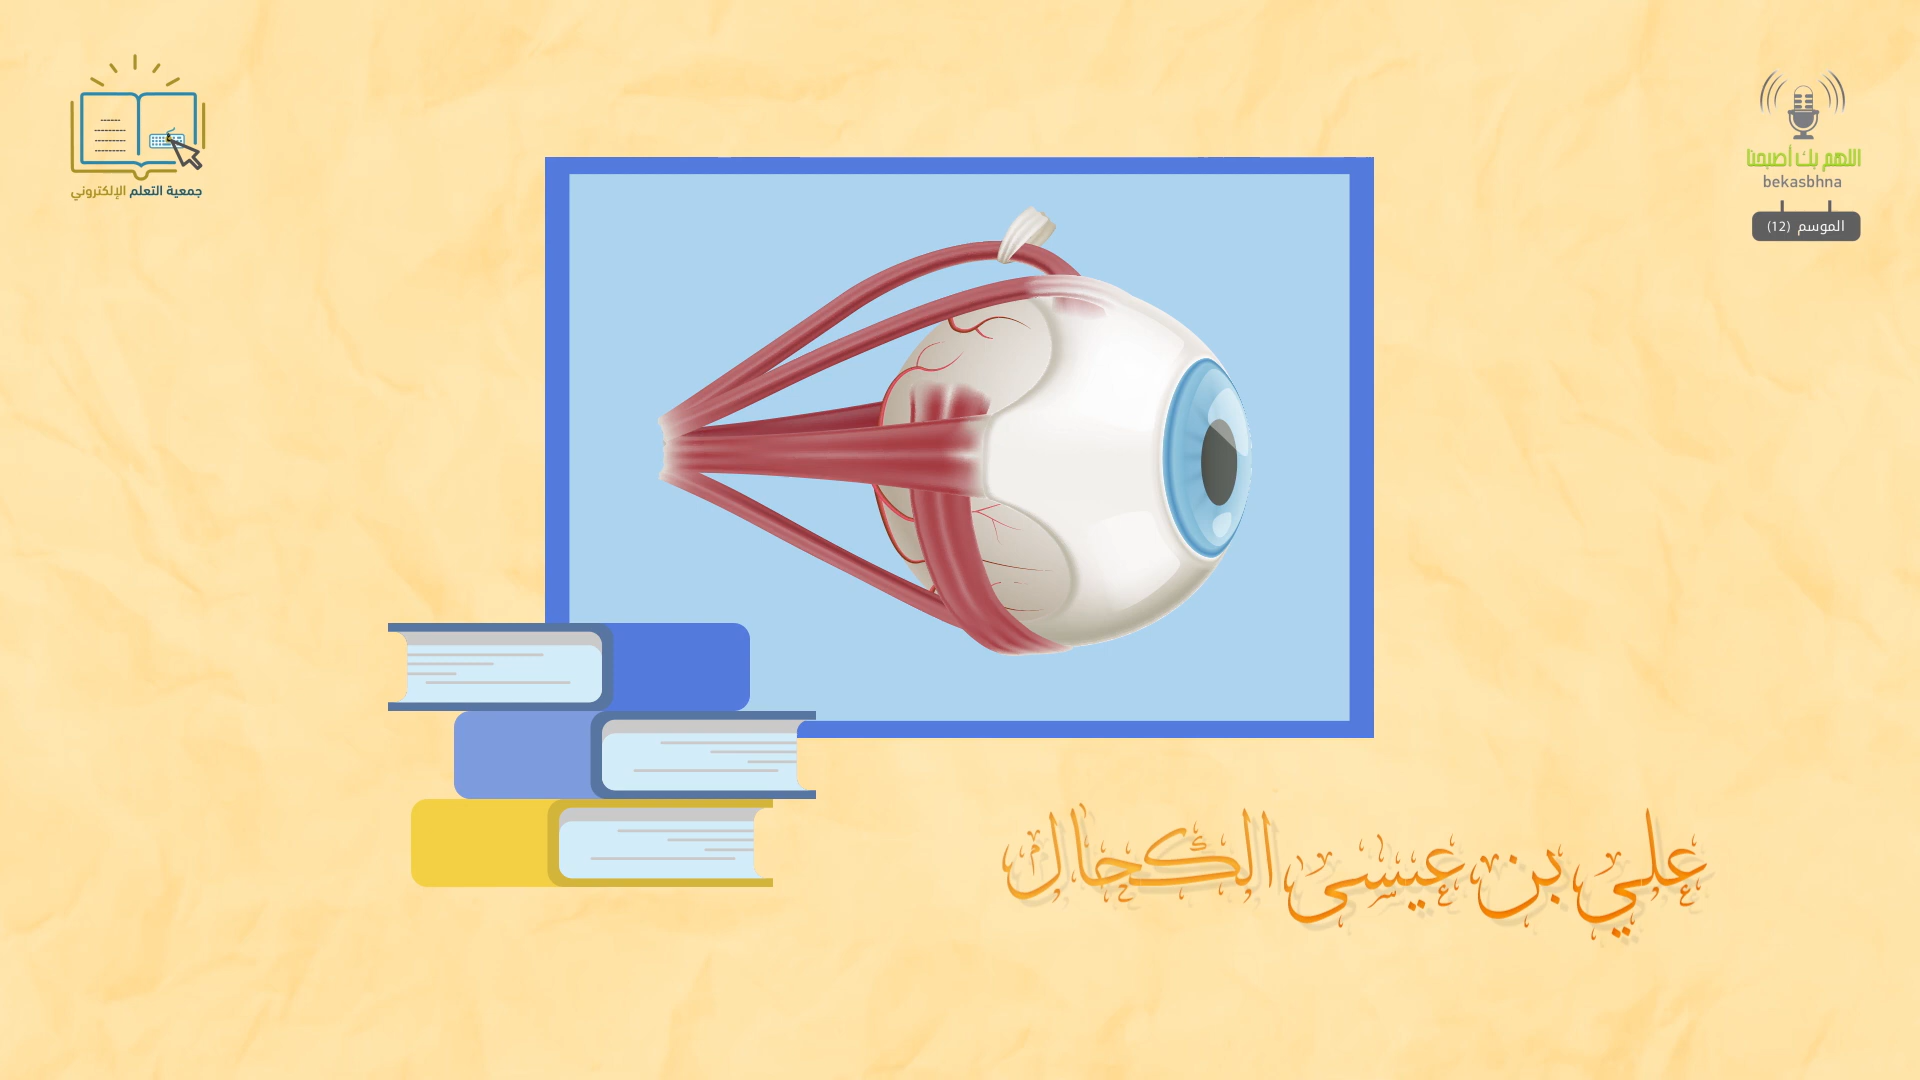 جمعية التعلم الإلكتروني
اللهم بك أصبحنا
bekasbhna
الموسم (12)
علي بن عيسى الكحال